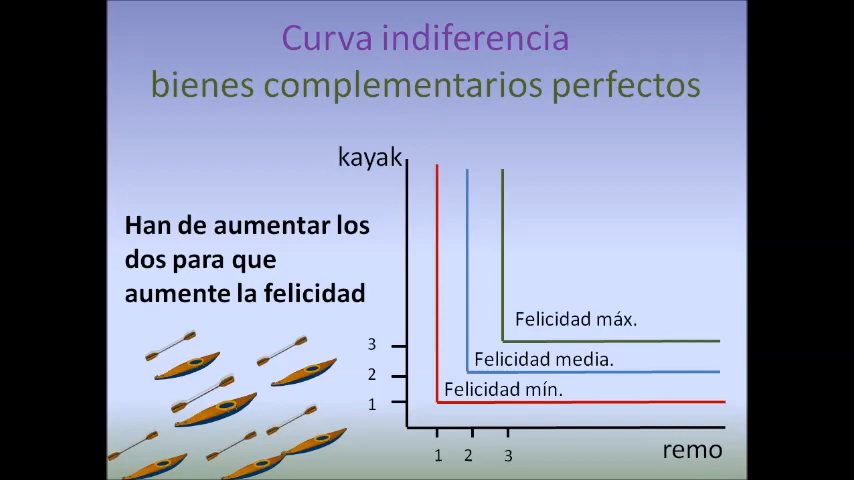 Curva indiferencia
bienes complementarios perfectos
kayak
Han de aumentar los
dos para que
aumente la felicidad
Felicidad máx.
3
Felicidad media.
2
Felicidad mín.
1
1 2 3
remo